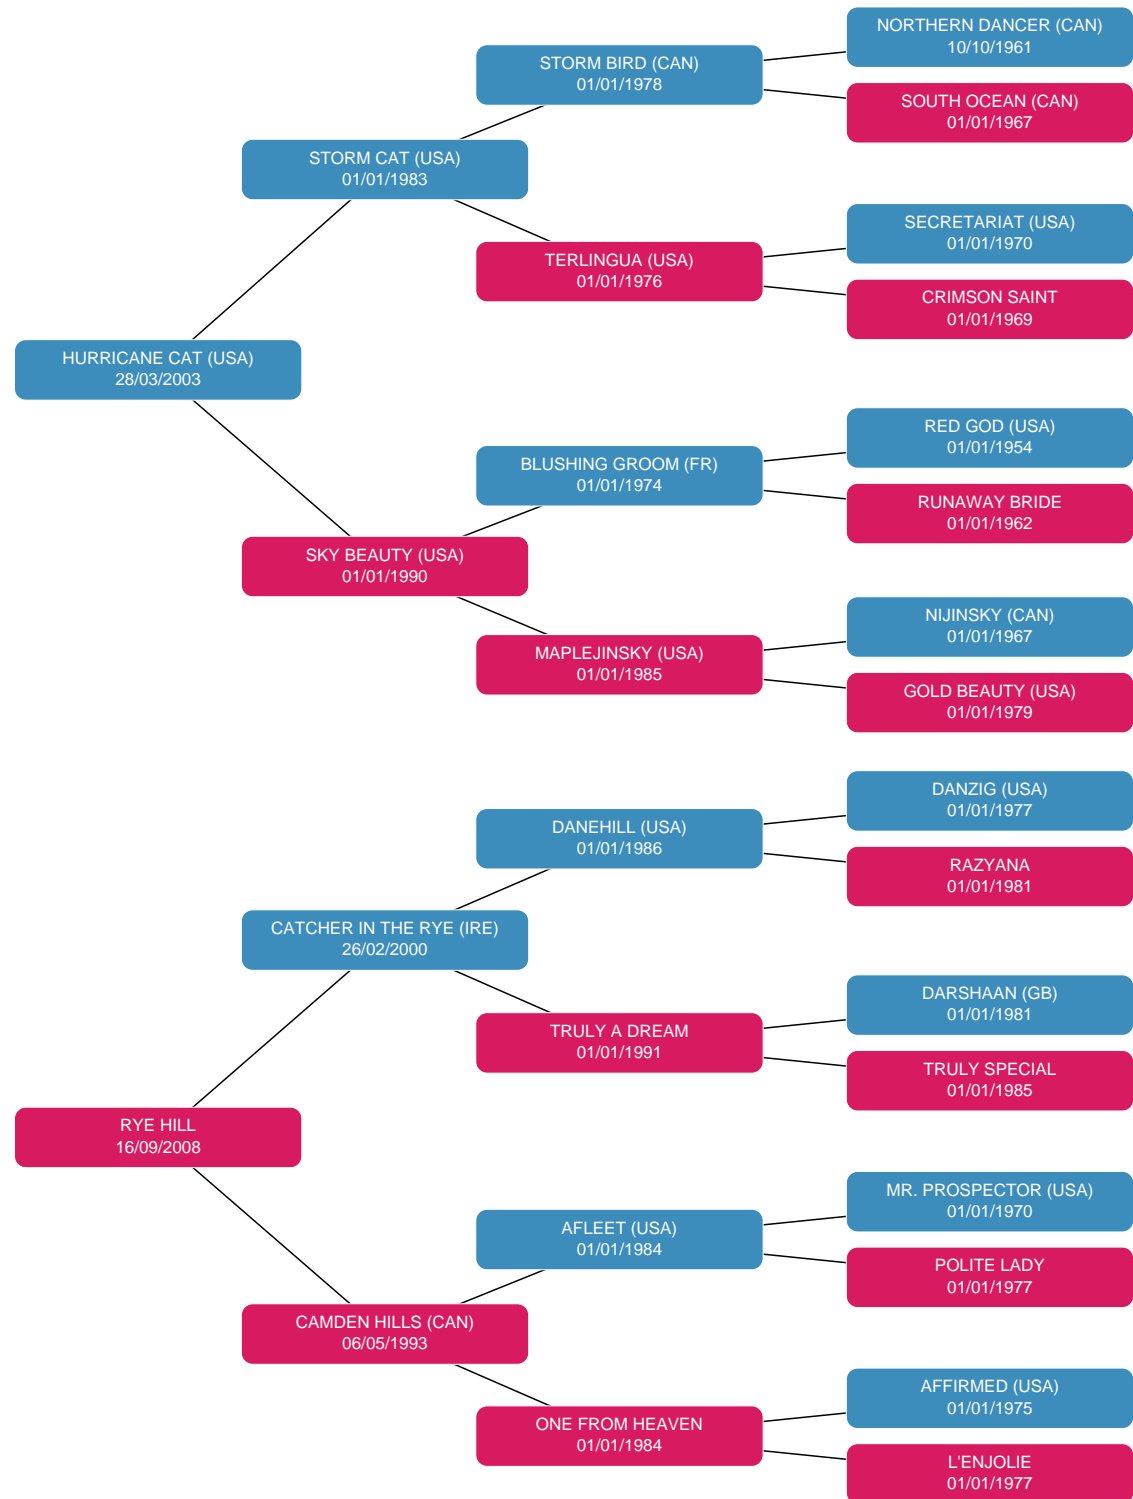 NORTHERN DANCER (CAN)
10/10/1961
STORM BIRD (CAN)
01/01/1978
SOUTH OCEAN (CAN)
01/01/1967
STORM CAT (USA)
01/01/1983
SECRETARIAT (USA)
01/01/1970
TERLINGUA (USA)
01/01/1976
CRIMSON SAINT
01/01/1969
HURRICANE CAT (USA)
28/03/2003
RED GOD (USA)
01/01/1954
BLUSHING GROOM (FR)
01/01/1974
RUNAWAY BRIDE
01/01/1962
SKY BEAUTY (USA)
01/01/1990
NIJINSKY (CAN)
01/01/1967
MAPLEJINSKY (USA)
01/01/1985
GOLD BEAUTY (USA)
01/01/1979
DANZIG (USA)
01/01/1977
DANEHILL (USA)
01/01/1986
RAZYANA
01/01/1981
CATCHER IN THE RYE (IRE)
26/02/2000
DARSHAAN (GB)
01/01/1981
TRULY A DREAM
01/01/1991
TRULY SPECIAL
01/01/1985
RYE HILL
16/09/2008
MR. PROSPECTOR (USA)
01/01/1970
AFLEET (USA)
01/01/1984
POLITE LADY
01/01/1977
CAMDEN HILLS (CAN)
06/05/1993
AFFIRMED (USA)
01/01/1975
ONE FROM HEAVEN
01/01/1984
L'ENJOLIE
01/01/1977